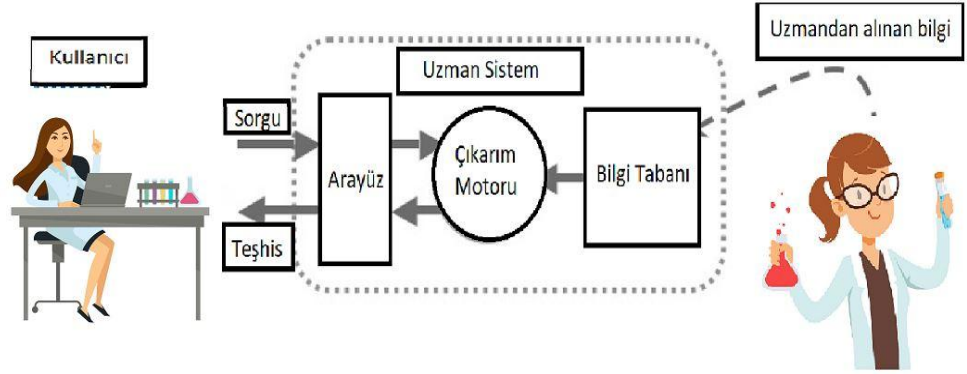 Kullanıcı
Uzmandan alınan bilgi
Uzman Sistem
Sorgu
Arayüz
Çıkarım
Motoru
Bilgi Tabanı
Teşhis